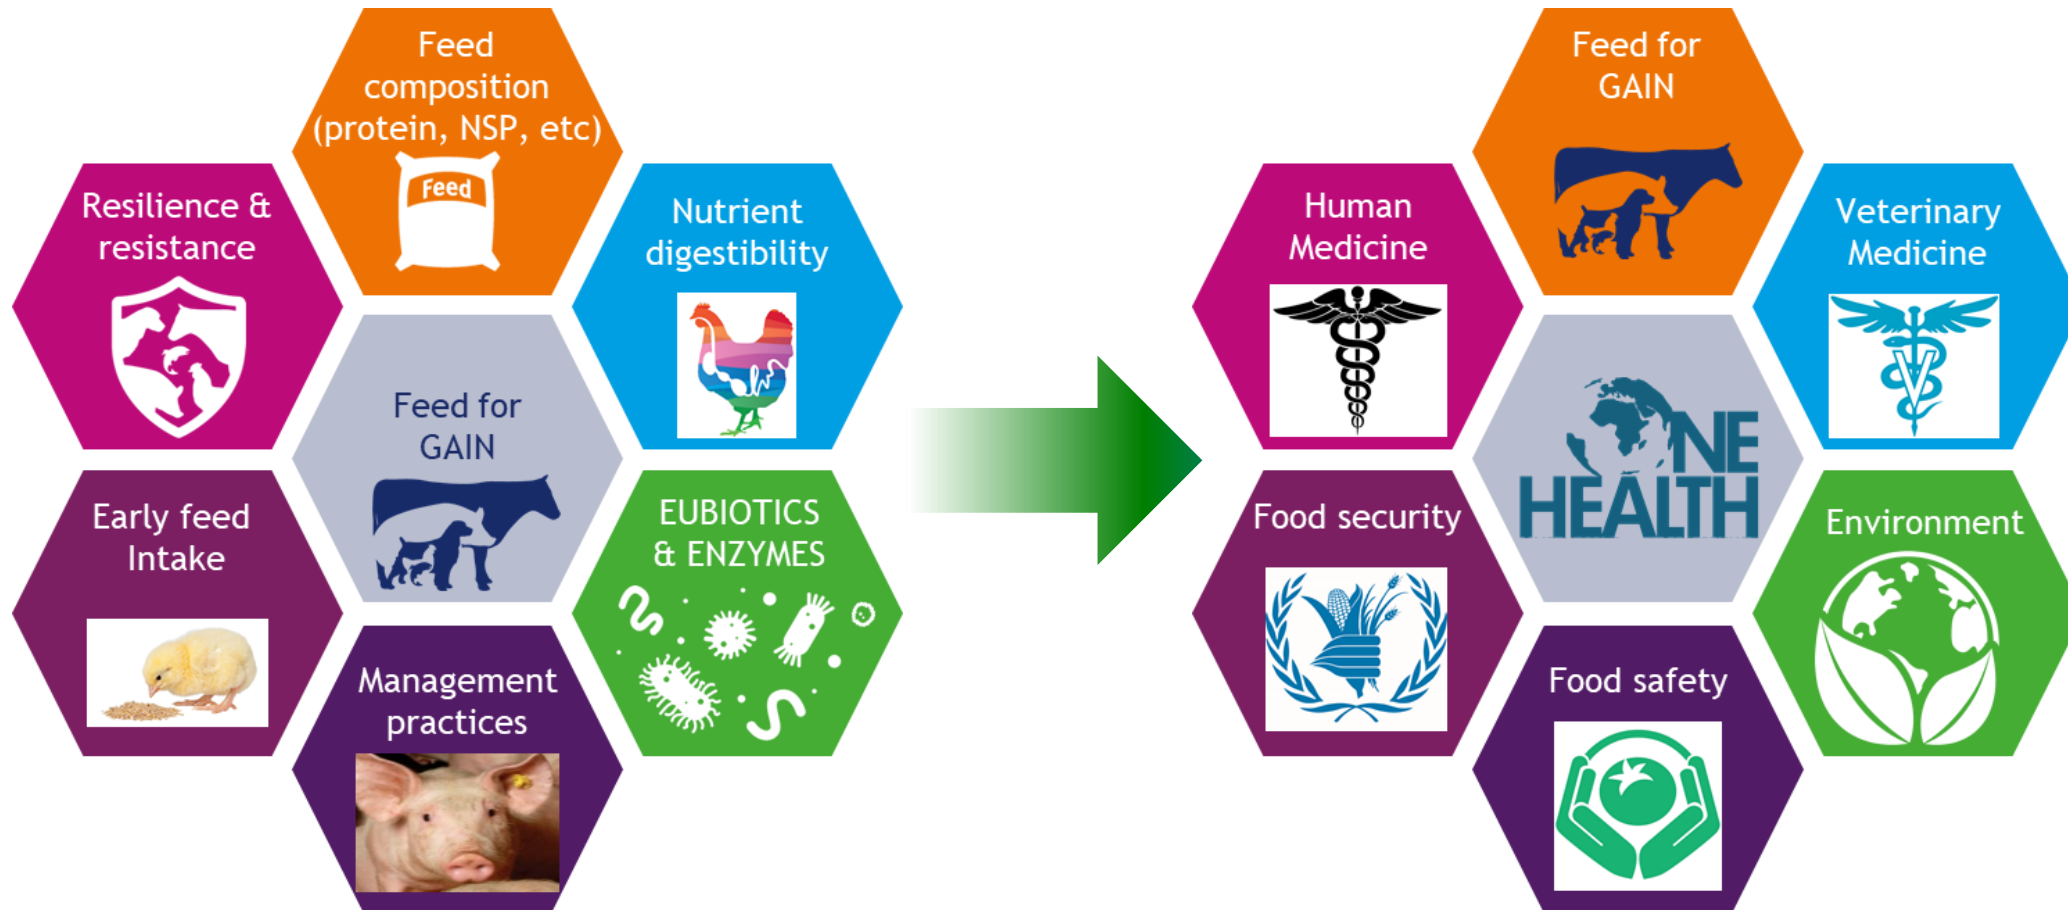 Feed
composition
(protein, NSP, etc)
Feed
Resilience &
resistance
Nutrient
digestibility
Feed for
GAIN
Early feed
Intake
EUBIOTICS
& ENZYMES
Management
practices
Feed for
GAIN
Human
Medicine
Veterinary
Medicine
V
ONE
HEALTH
Food security
Environment
Food safety